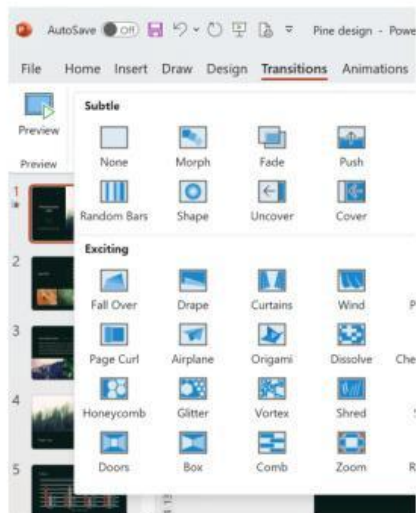 AutoSave Off Pine design - Powe
File Home Insert Draw Design Transitions Animations
Preview
Preview
Subtle
None Morph Fade Push
Random Bars Shape Uncover Cover
Exciting
Fall Over Drape Curtains Wind P
Page Curl Airplane Origami Dissolve Che
Honeycomb Glitter Vortex Shred S
Doors Box Comb Zoom R
1
2
3
4
5